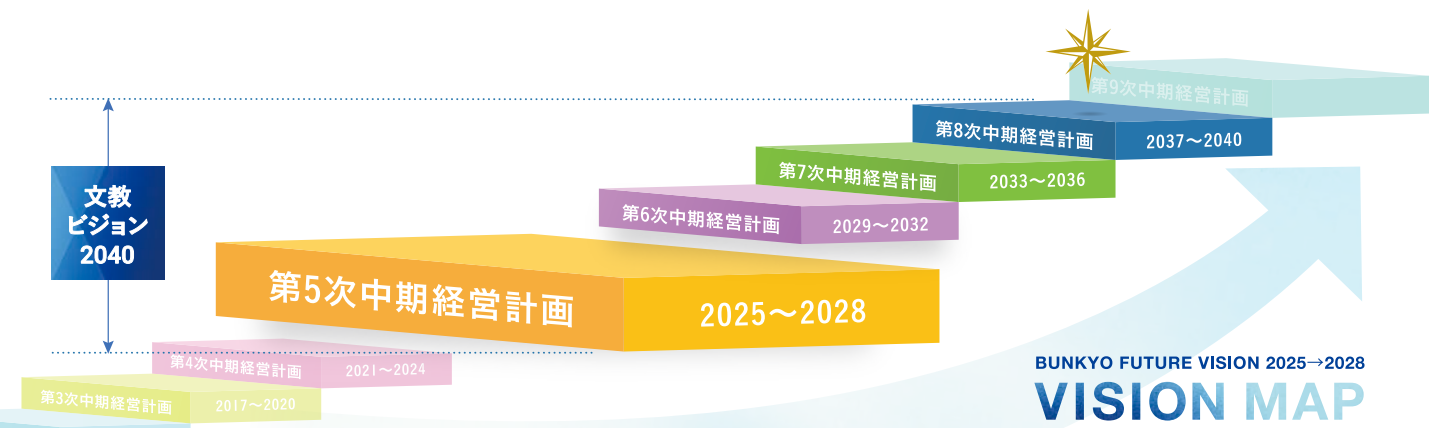 第9次中期経営計画
第8次中期経営計画 2037〜2040
第7次中期経営計画 2033〜2036
第6次中期経営計画 2029〜2032
文教
ビジョン
2040
第5次中期経営計画 2025〜2028
第4次中期経営計画 2021〜2024
第3次中期経営計画 2017〜2020
BUNKYO FUTURE VISION 2025→2028
VISION MAP